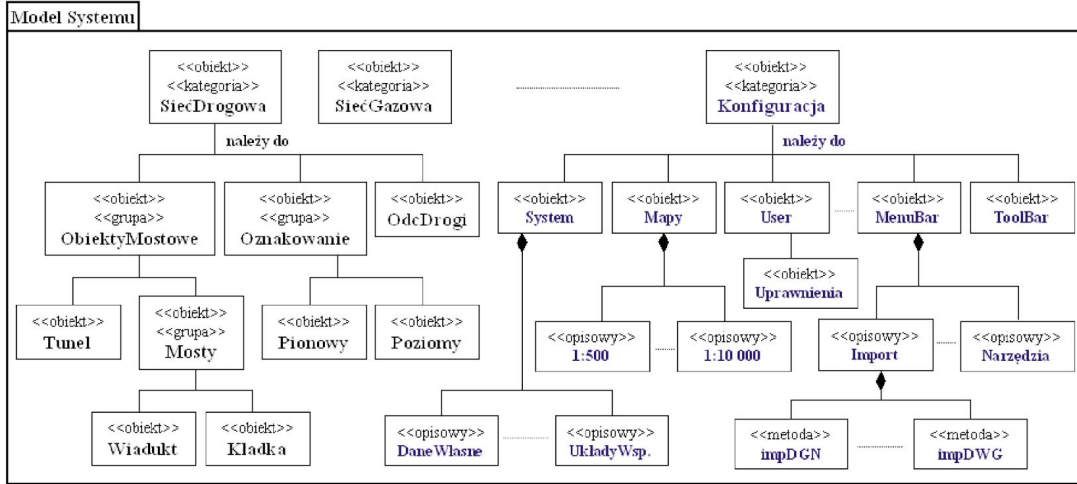 Model Systemu
<<obiekt>>
<<kategoria>>
SiećDrogowa
<<obiekt>>
<<kategoria>>
SiećGazowa
<<obiekt>>
<<kategoria>>
Konfiguracja
należy do
należy do
<<obiekt>>
<<grupa>>
ObiektyMostowe
<<obiekt>>
<<grupa>>
Oznakowanie
<<obiekt>>
OdcDrogi
<<obiekt>>
System
<<obiekt>>
Mapy
<<obiekt>>
User
<<obiekt>>
MenuBar
<<obiekt>>
ToolBar
<<obiekt>>
Uprawnienia
<<obiekt>>
Tunel
<<obiekt>>
<<grupa>>
Mosty
<<obiekt>>
Pionowy
<<obiekt>>
Poziomy
<<opisowy>>
1:500
<<opisowy>>
1:10 000
<<opisowy>>
Import
<<opisowy>>
Narzędzia
<<obiekt>>
Wiadukt
<<obiekt>>
Kładka
<<opisowy>>
DaneWlasne
<<opisowy>>
UkładyWsp.
<<metoda>>
impDGN
<<metoda>>
impDWG